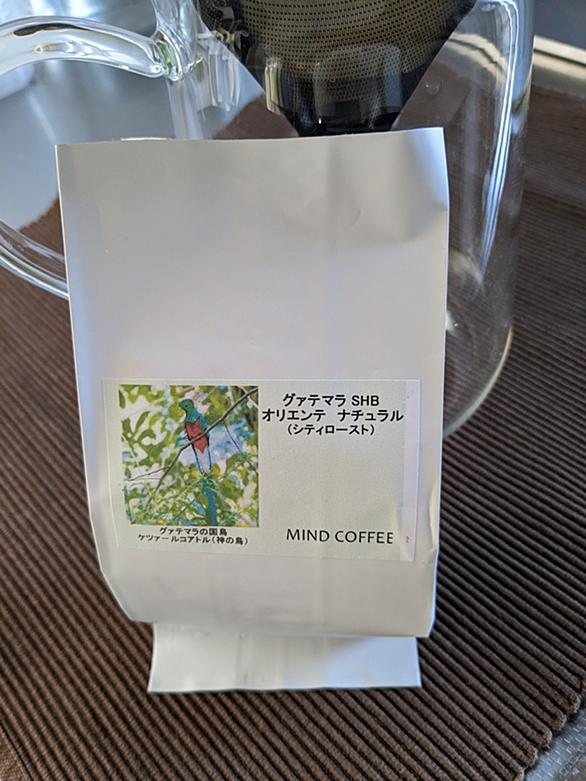 グァテマラ SHB
オリエンテ ナチュラル
(シティロースト)
グァテマラの国鳥
ケツァールコアトル(神の鳥)
MIND COFFEE